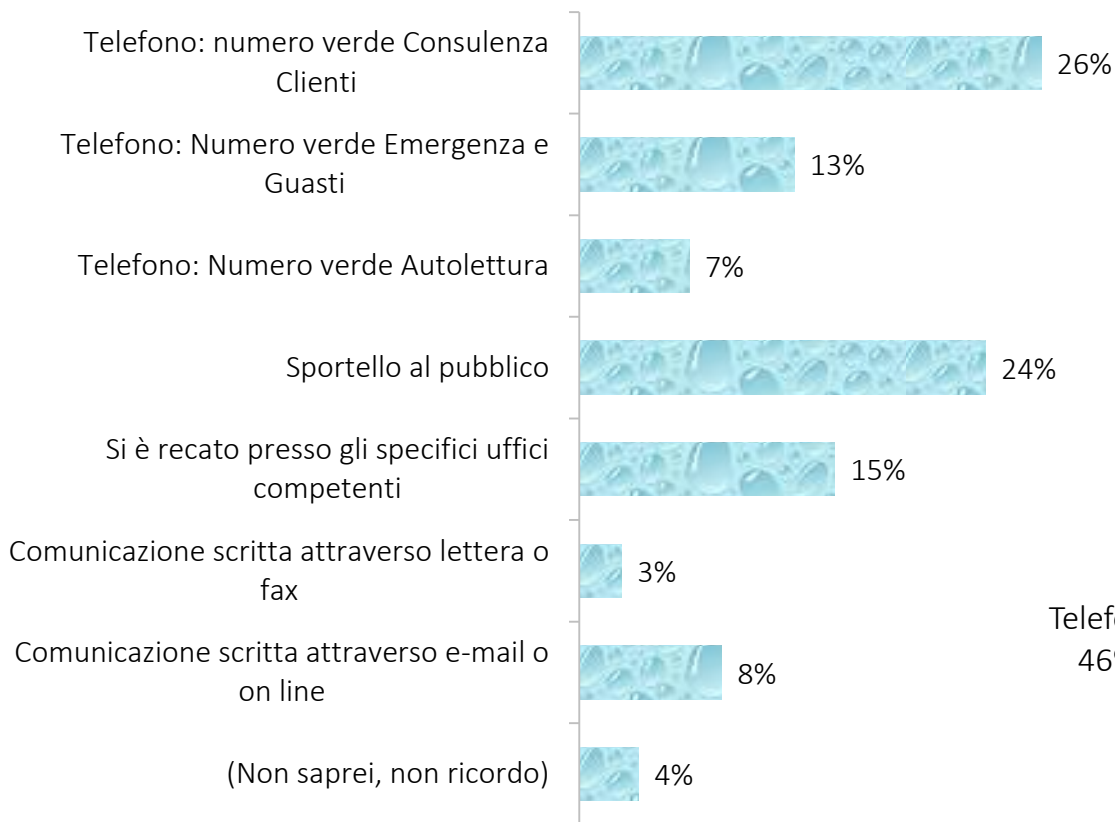 Telefono: numero verde Consulenza
Clienti
26%
Telefono: Numero verde Emergenza e
Guasti
13%
Telefono: Numero verde Autolettura
7%
Sportello al pubblico
24%
Si è recato presso gli specifici uffici
competenti
15%
Comunicazione scritta attraverso lettera o
fax
3%
Comunicazione scritta attraverso e-mail o
on line
8%
(Non saprei, non ricordo)
4%